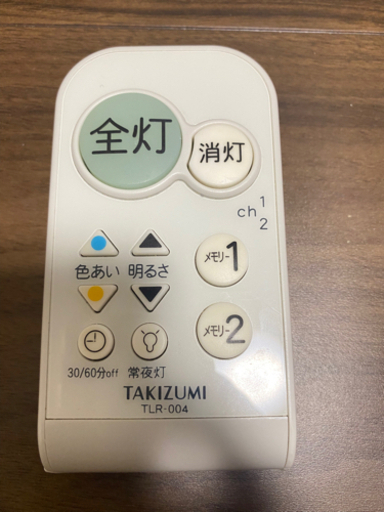 全灯
消灯
ch 1
2
色あい 明るさ
メモリー1
メモリー2
30/60分off 常夜灯
TAKIZUMI
TLR-004